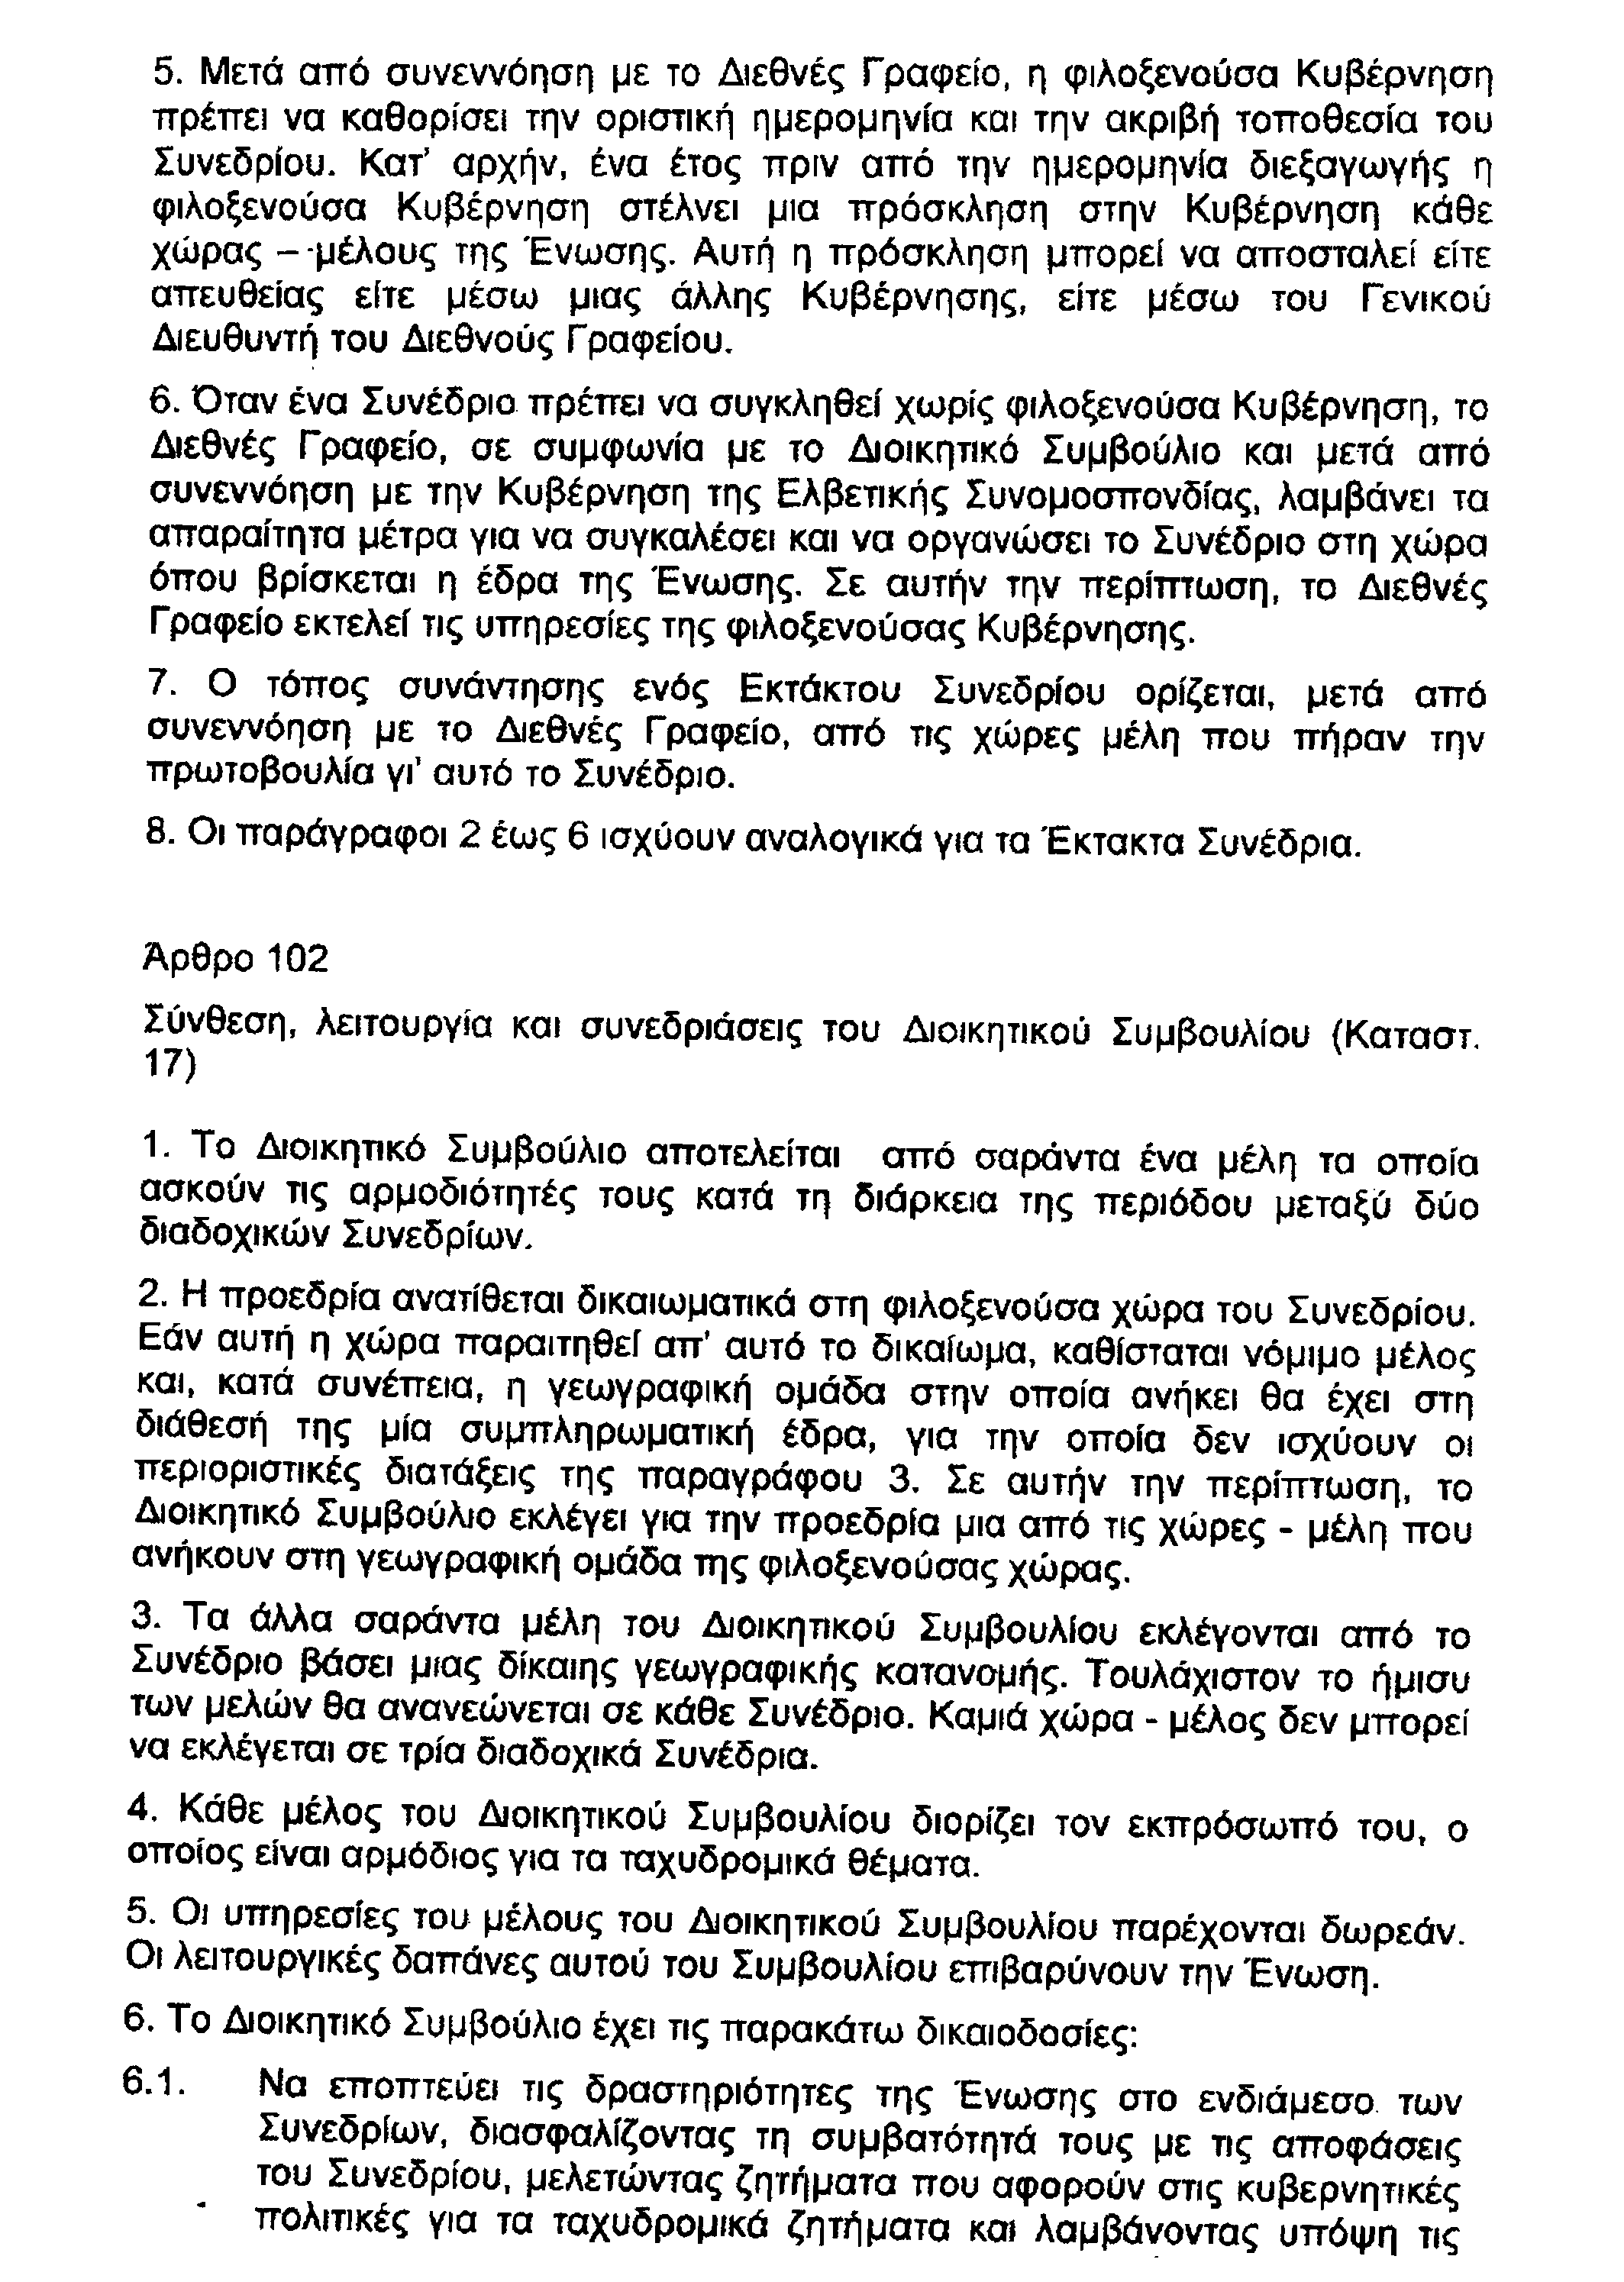 5. Μετά από συνεννόηση με το Διεθνές Γραφείο, η φιλοξενούσα Κυβέρνηση
πρέπει να καθορίσει την οριστική ημερομηνία και την ακριβή τοποθεσία του
Συνεδρίου. Κατ’ αρχήν, ένα έτος πριν από την ημερομηνία διεξαγωγής η
φιλοξενούσα Κυβέρνηση στέλνει μια πρόσκληση στην Κυβέρνηση κάθε
χώρας – -μέλους της Ένωσης. Αυτή η πρόσκληση μπορεί να αποσταλεί είτε
απευθείας είτε μέσω μιας άλλης Κυβέρνησης, είτε μέσω του Γενικού
Διευθυντή του Διεθνούς Γραφείου.
6. Όταν ένα Συνέδριο πρέπει να συγκληθεί χωρίς φιλοξενούσα Κυβέρνηση, το
Διεθνές Γραφείο, σε συμφωνία με το Διοικητικό Συμβούλιο και μετά από
συνεννόηση με την Κυβέρνηση της Ελβετικής Συνομοσπονδίας, λαμβάνει τα
απαραίτητα μέτρα για να συγκαλέσει και να οργανώσει το Συνέδριο στη χώρα
όπου βρίσκεται η έδρα της Ένωσης. Σε αυτήν την περίπτωση, το Διεθνές
Γραφείο εκτελεί τις υπηρεσίες της φιλοξενούσας Κυβέρνησης.
7. Ο τόπος συνάντησης ενός Εκτάκτου Συνεδρίου ορίζεται, μετά από
συνεννόηση με το Διεθνές Γραφείο, από τις χώρες μέλη που πήραν την
πρωτοβουλία γι’ αυτό το Συνέδριο.
8. Οι παράγραφοι 2 έως 6 ισχύουν αναλογικά για τα Έκτακτα Συνέδρια.
Άρθρο 102
Σύνθεση, λειτουργία και συνεδριάσεις του Διοικητικού Συμβουλίου (Καταστ.
17)
1. Το Διοικητικό Συμβούλιο αποτελείται από σαράντα ένα μέλη τα οποία
ασκούν τις αρμοδιότητές τους κατά τη διάρκεια της περιόδου μεταξύ δύο
διαδοχικών Συνεδρίων.
2. Η προεδρία ανατίθεται δικαιωματικά στη φιλοξενούσα χώρα του Συνεδρίου.
Εάν αυτή η χώρα παραιτηθεί απ’ αυτό το δικαίωμα, καθίσταται νόμιμο μέλος
και, κατά συνέπεια, η γεωγραφική ομάδα στην οποία ανήκει θα έχει στη
διάθεσή της μία συμπληρωματική έδρα, για την οποία δεν ισχύουν οι
περιοριστικές διατάξεις της παραγράφου 3. Σε αυτήν την περίπτωση, το
Διοικητικό Συμβούλιο εκλέγει για την προεδρία μια από τις χώρες - μέλη που
ανήκουν στη γεωγραφική ομάδα της φιλοξενούσας χώρας.
3. Τα άλλα σαράντα μέλη του Διοικητικού Συμβουλίου εκλέγονται από το
Συνέδριο βάσει μιας δίκαιης γεωγραφικής κατανομής. Τουλάχιστον το ήμισυ
των μελών θα ανανεώνεται σε κάθε Συνέδριο. Καμιά χώρα - μέλος δεν μπορεί
να εκλέγεται σε τρία διαδοχικά Συνέδρια.
4. Κάθε μέλος του Διοικητικού Συμβουλίου διορίζει τον εκπρόσωπό του, ο
οποίος είναι αρμόδιος για τα ταχυδρομικά θέματα.
5. Οι υπηρεσίες του μέλους του Διοικητικού Συμβουλίου παρέχονται δωρεάν.
Οι λειτουργικές δαπάνες αυτού του Συμβουλίου επιβαρύνουν την Ένωση.
6. Το Διοικητικό Συμβούλιο έχει τις παρακάτω δικαιοδοσίες:
6.1. Να εποπτεύει τις δραστηριότητες της Ένωσης στο ενδιάμεσο των
Συνεδρίων, διασφαλίζοντας τη συμβατότητά τους με τις αποφάσεις
του Συνεδρίου, μελετώντας ζητήματα που αφορούν στις κυβερνητικές
πολιτικές για τα ταχυδρομικά ζητήματα και λαμβάνοντας υπόψη τις